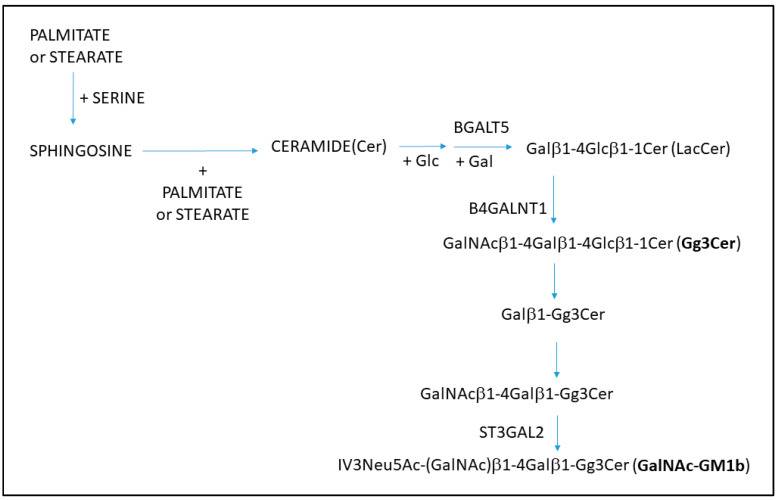 PALMITATE
or STEARATE
+ SERINE
SPHINGOSINE
+
PALMITATE
or STEARATE
CERAMIDE(Cer)
+ Glc
BGALT5
+ Gal
Galβ1-4Glcβ1-1Cer (LacCer)
B4GALNT1
GalNAcβ1-4Galβ1-4Glcβ1-1Cer (Gg3Cer)
Galβ1-Gg3Cer
GalNAcβ1-4Galβ1-Gg3Cer
ST3GAL2
IV3Neu5Ac-(GalNAc)β1-4Galβ1-Gg3Cer (GalNAc-GM1b)